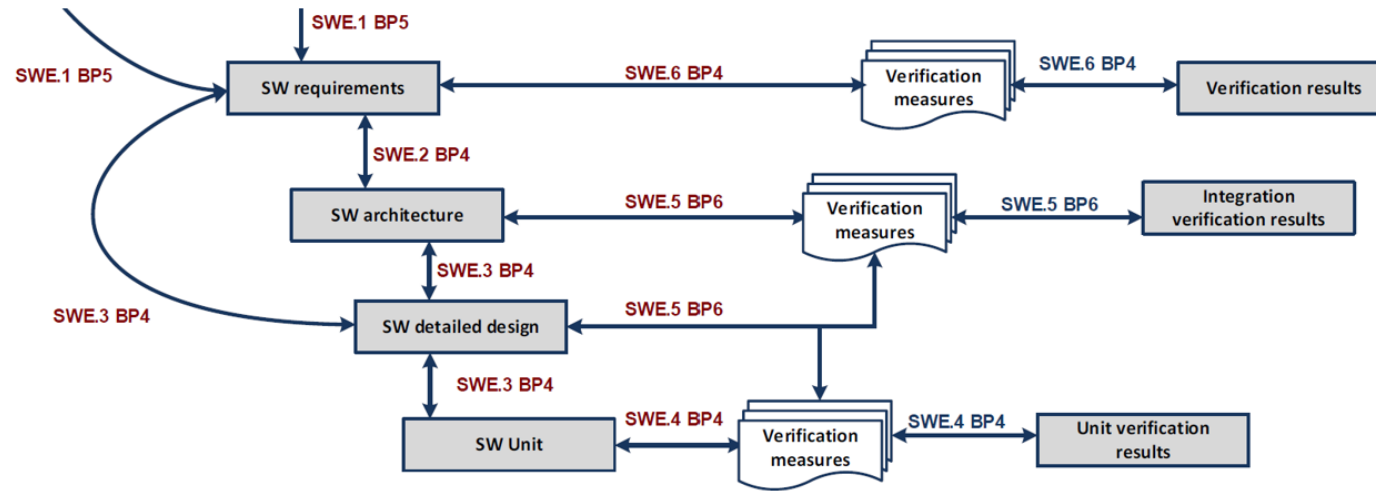 SWE.1 BP5
SWE.1 BP5
SW requirements
SWE.6 BP4
Verification
measures
SWE.6 BP4
Verification results
SWE.2 BP4
SW architecture
SWE.5 BP6
Verification
measures
SWE.5 BP6
Integration
verification results
SWE.3 BP4
SWE.3 BP4
SW detailed design
SWE.5 BP6
SWE.3 BP4
SW Unit
SWE.4 BP4
Verification
measures
SWE.4 BP4
Unit verification
results